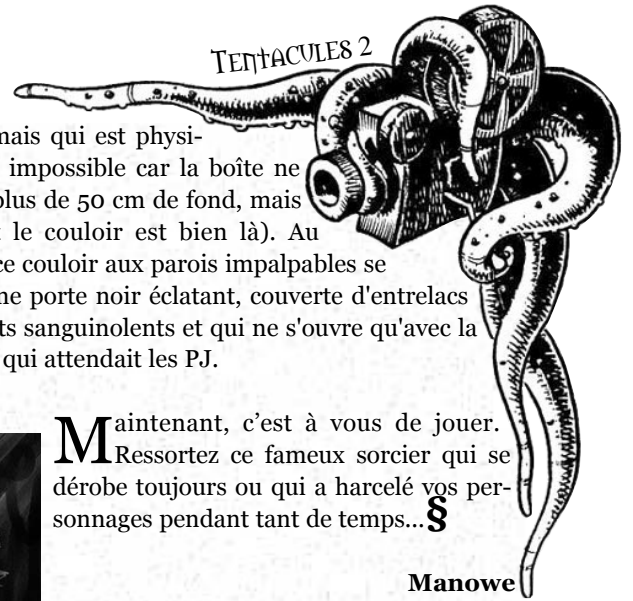 TENTACULES 2
mais qui est physi-
impossible car la boîte ne
plus de 50 cm de fond, mais
le couloir est bien là). Au
ce couloir aux parois impalpables se
ne porte noir éclatant, couverte d'entrelacs
ts sanguinolents et qui ne s'ouvre qu'avec la
qui attendait les PJ.
Maintenant, c'est à vous de jouer.
Ressortez ce fameux sorcier qui se
dérobe toujours ou qui a harcelé vos per-
sonnages pendant tant de temps...§
Manowe